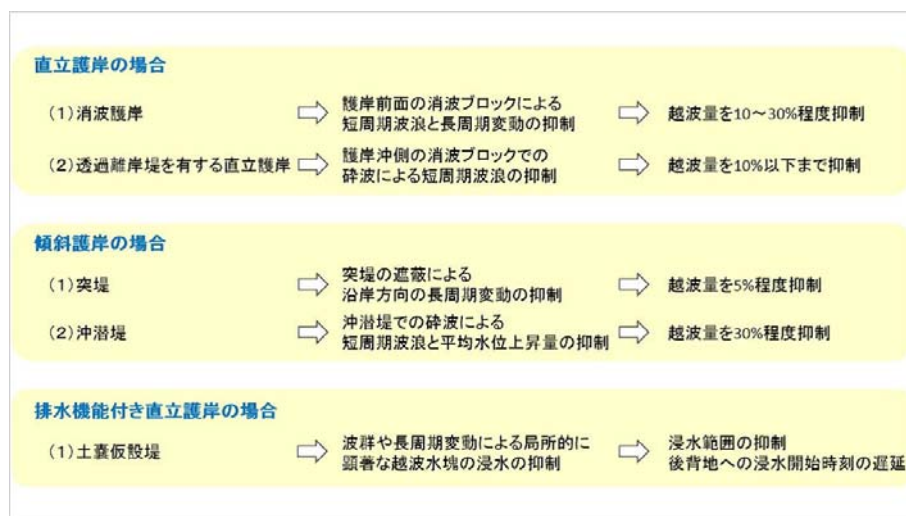 直立護岸の場合
(1)消波護岸
護岸前面の消波ブロックによる
短周期波浪と長周期変動の抑制
越波量を10～30%程度抑制
(2)透過離岸堤を有する直立護岸
護岸沖側の消波ブロックでの
砕波による短周期波浪の抑制
越波量を10%以下まで抑制
傾斜護岸の場合
(1)突堤
突堤の遮蔽による
沿岸方向の長周期変動の抑制
越波量を5%程度抑制
(2)沖潜堤
沖潜堤での砕波による
短周期波浪と平均水位上昇量の抑制
越波量を30%程度抑制
排水機能付き直立護岸の場合
(1)土嚢仮設堤
波群や長周期変動による局所的に
顕著な越波水塊の浸水の抑制
浸水範囲の抑制
後背地への浸水開始時刻の遅延